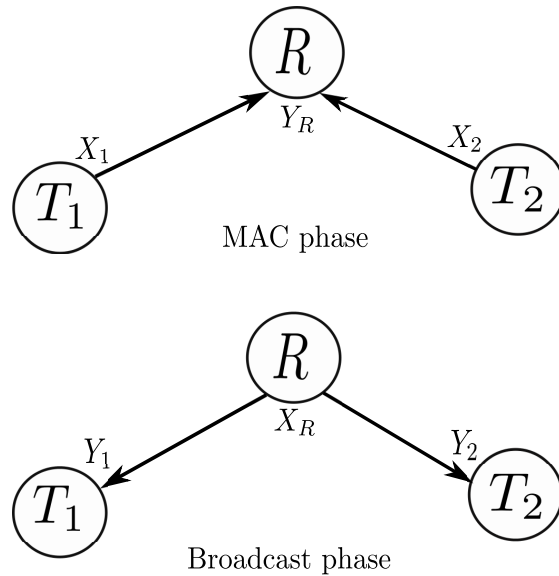 R
Y_R
X_1 X_2
T_1 T_2
MAC phase
R
X_R
Y_1 Y_2
T_1 T_2
Broadcast phase